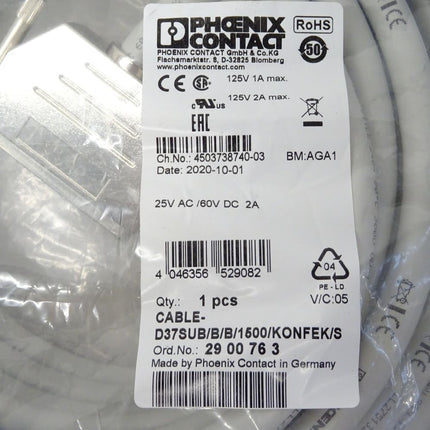 PHOENIX
CONTACT
RoHS
50
PHOENIX CONTACT GmbH & Co.KG
Flachsmarktstr. 8, D-32825 Blomberg
www.phoenixcontact.com
CE SA 125V 1A max.
c UL us 125V 2A max.
EAC
Ch.No.: 4503738740-03 BM:AGA1
Date: 2020-10-01
25V AC /60V DC 2A
4 046356 529082
04
PE - LD
Qty.: 1 pcs V/C:05
CABLE-
D37SUB/B/B/1500/KONFEK/S
Ord.No.: 29 00 76 3
Made by Phoenix Contact in Germany